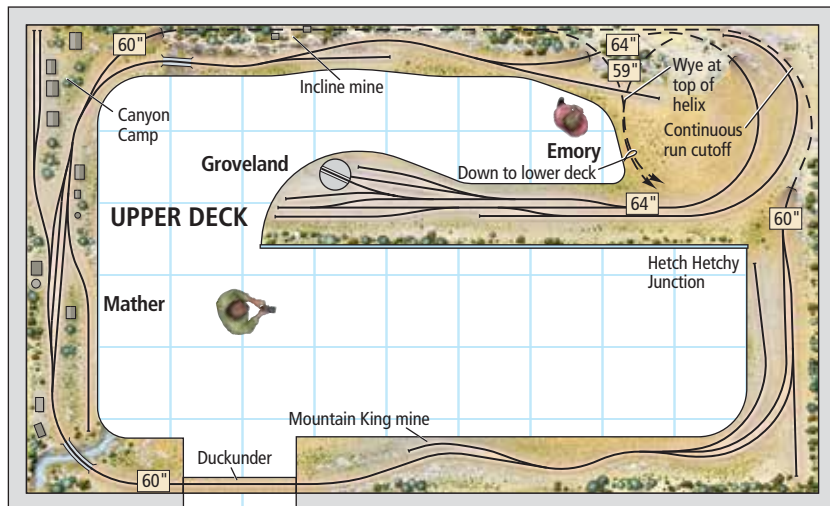 60"
64"
59"
Wye at
top of
helix
Incline mine
Canyon
Camp
Continuous
run cutoff
Emory
Groveland
Down to lower deck
64"
UPPER DECK
60"
Hetch Hetchy
Junction
Mather
Mountain King mine
Duckunder
60"